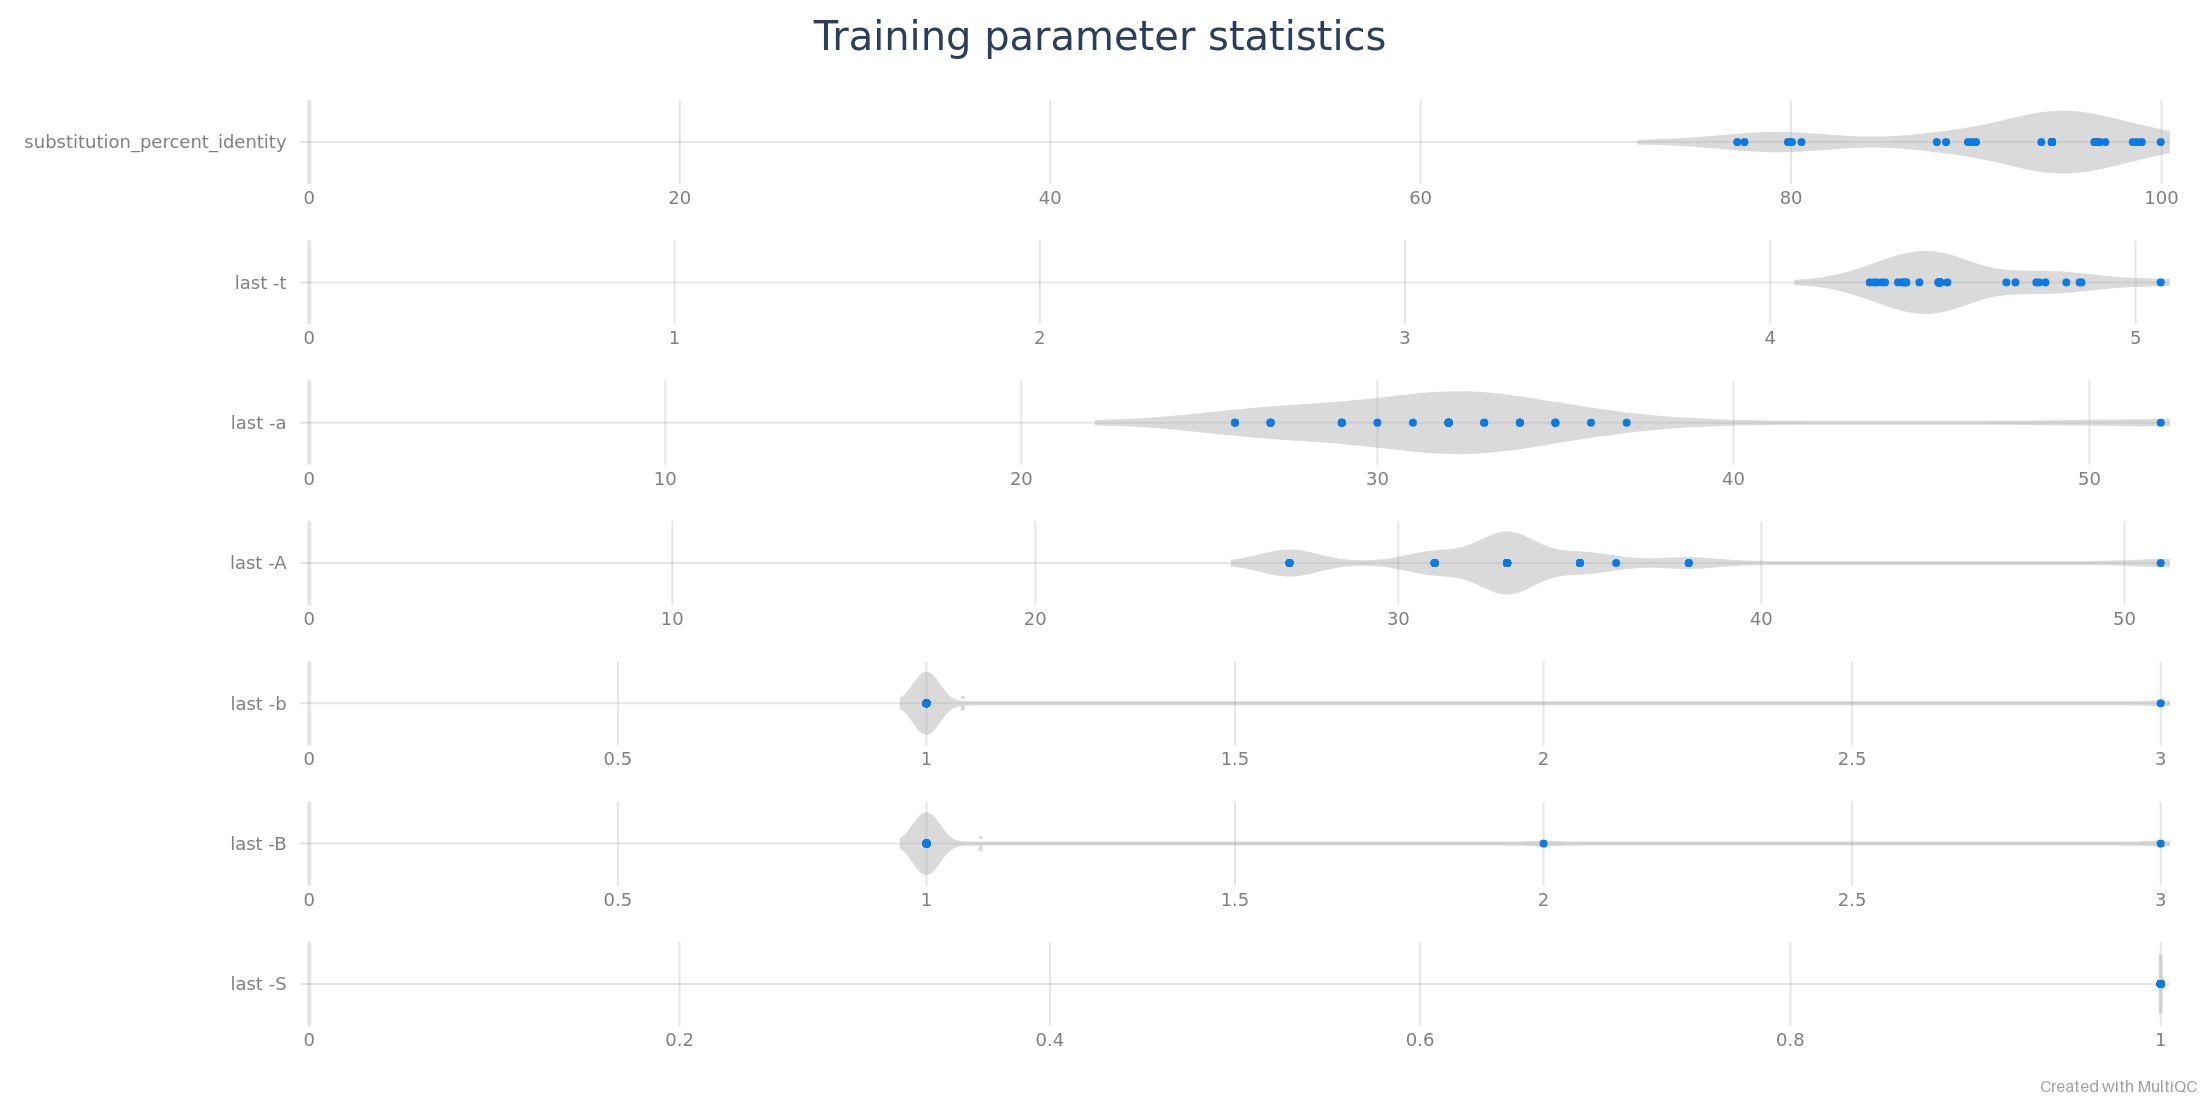 Training parameter statistics
substitution_percent_identity
0 20 40 60 80 100
last -t
0 1 2 3 4 5
last -a
0 10 20 30 40 50
last -A
0 10 20 30 40 50
last -b
0 0.5 1 1.5 2 2.5 3
last -B
0 0.5 1 1.5 2 2.5 3
last -S
0 0.2 0.4 0.6 0.8 1
Created with MultiQC